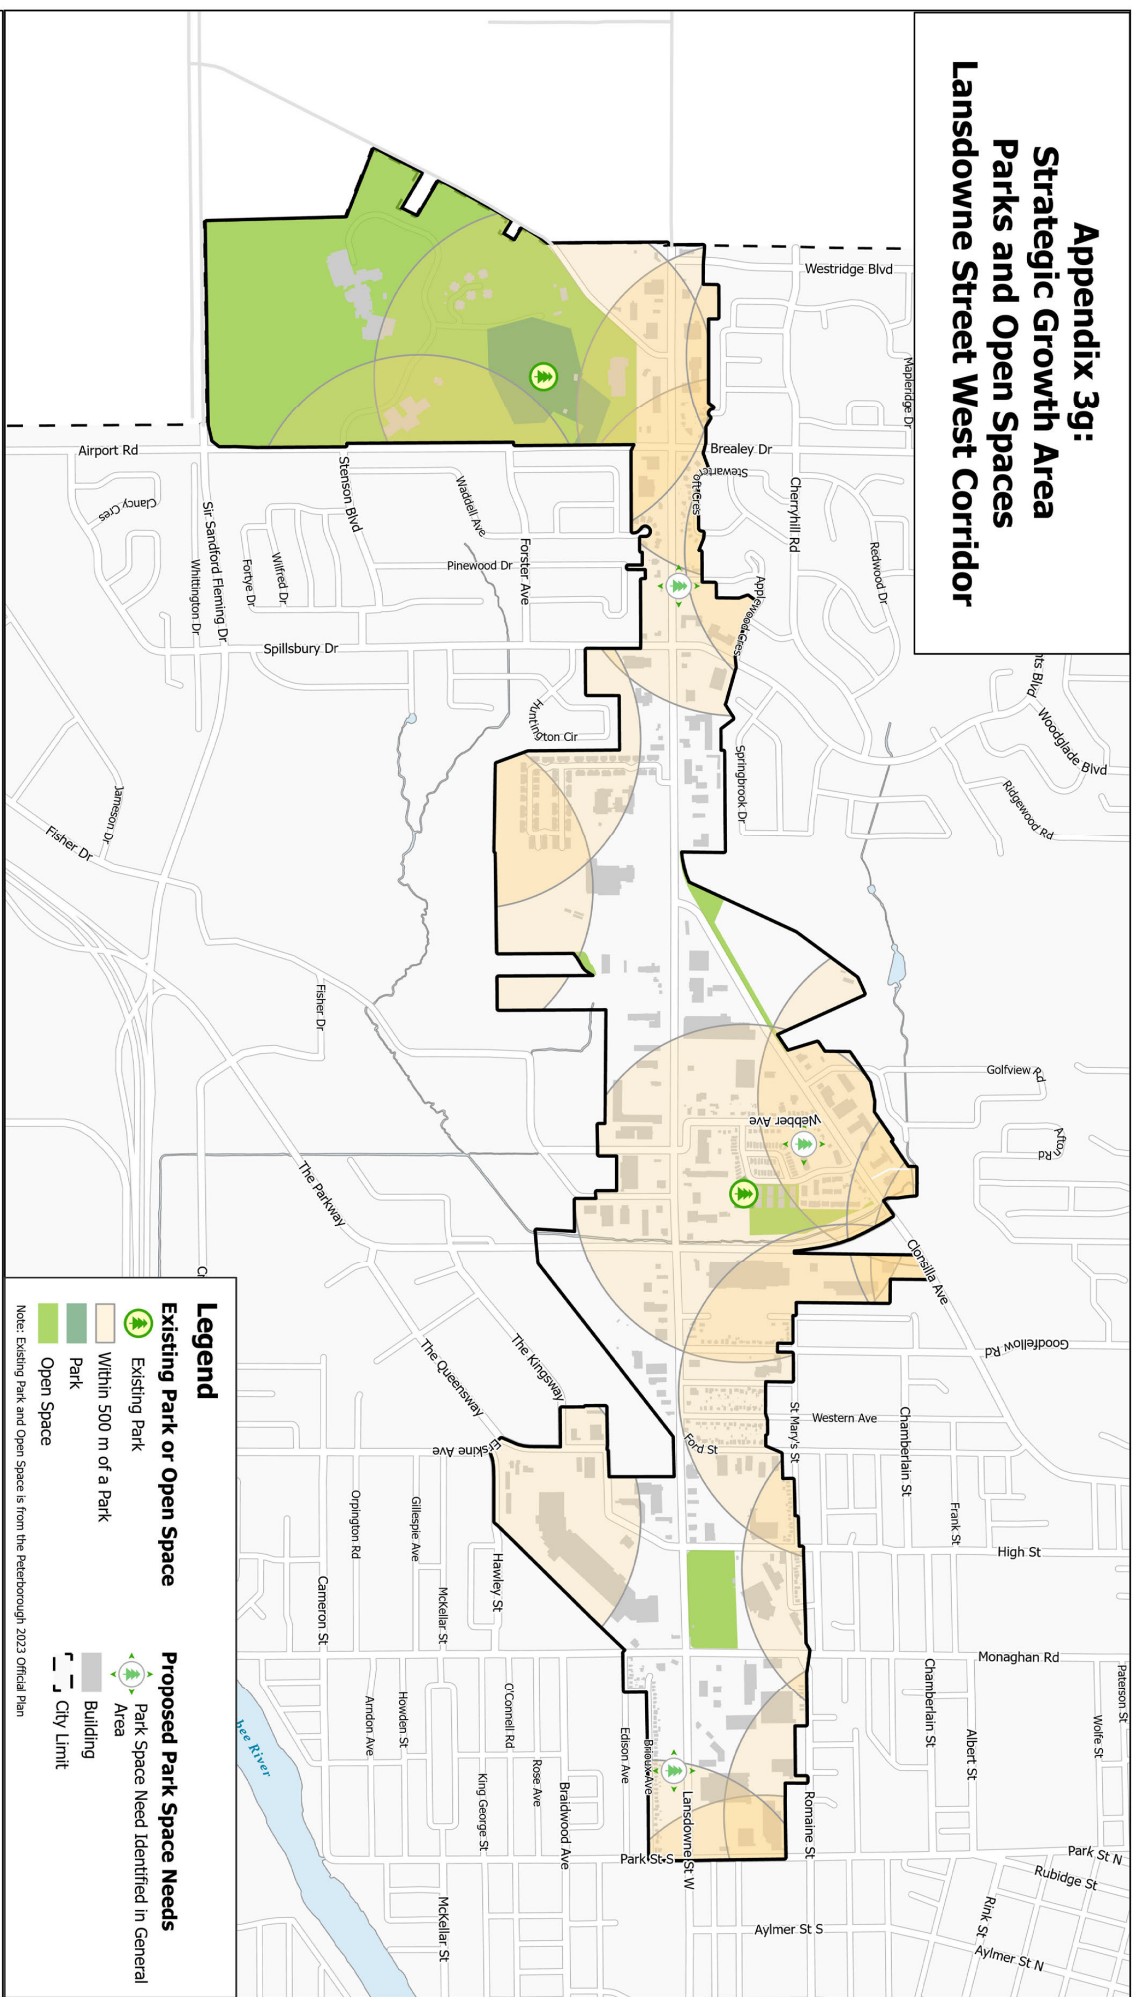 Appendix 3g:
Strategic Growth Area
Parks and Open Spaces
Lansdowne Street West Corridor
Westridge Blvd
Mapleridge Dr
Brealey Dr
Cherryhill Rd
Redwood Dr
Applewood Cres
Springbrook Dr
Woodglade Blvd
Ridgewood Rd
Airport Rd
Clancy Cres
Stenson Blvd
Sir Sandford Fleming Dr
Whittington Dr
Fortye Dr
Wilfred Dr
Waddell Ave
Forster Ave
Pinewood Dr
Spillsbury Dr
Huntington Cir
Jameson Dr
Fisher Dr
Fisher Dr
Golfview Rd
Afton Rd
Webber Ave
Clonsilla Ave
Goodfellow Rd
The Parkway
The Kingsway
The Queensway
Erskine Ave
Ford St
St Mary's St
Western Ave
Chamberlain St
Frank St
High St
Orpington Rd
Gillespie Ave
Hawley St
McKellar St
Cameron St
Monaghan Rd
Paterson St
Wolfe St
Chamberlain St
Albert St
Arndon Ave
Howden St
O'Connell Rd
Rose Ave
King George St
Braidwood Ave
Edison Ave
Brioux Ave
Lansdowne St W
Romaine St
Park St S
Park St N
Rubidge St
Rink St
Aylmer St S
Aylmer St N
McKellar St
bee River
Legend
Existing Park or Open Space
Existing Park
Within 500 m of a Park
Park
Open Space
Proposed Park Space Needs
Park Space Need Identified in General
Area
Building
City Limit
Note: Existing Park and Open Space is from the Peterborough 2023 Official Plan